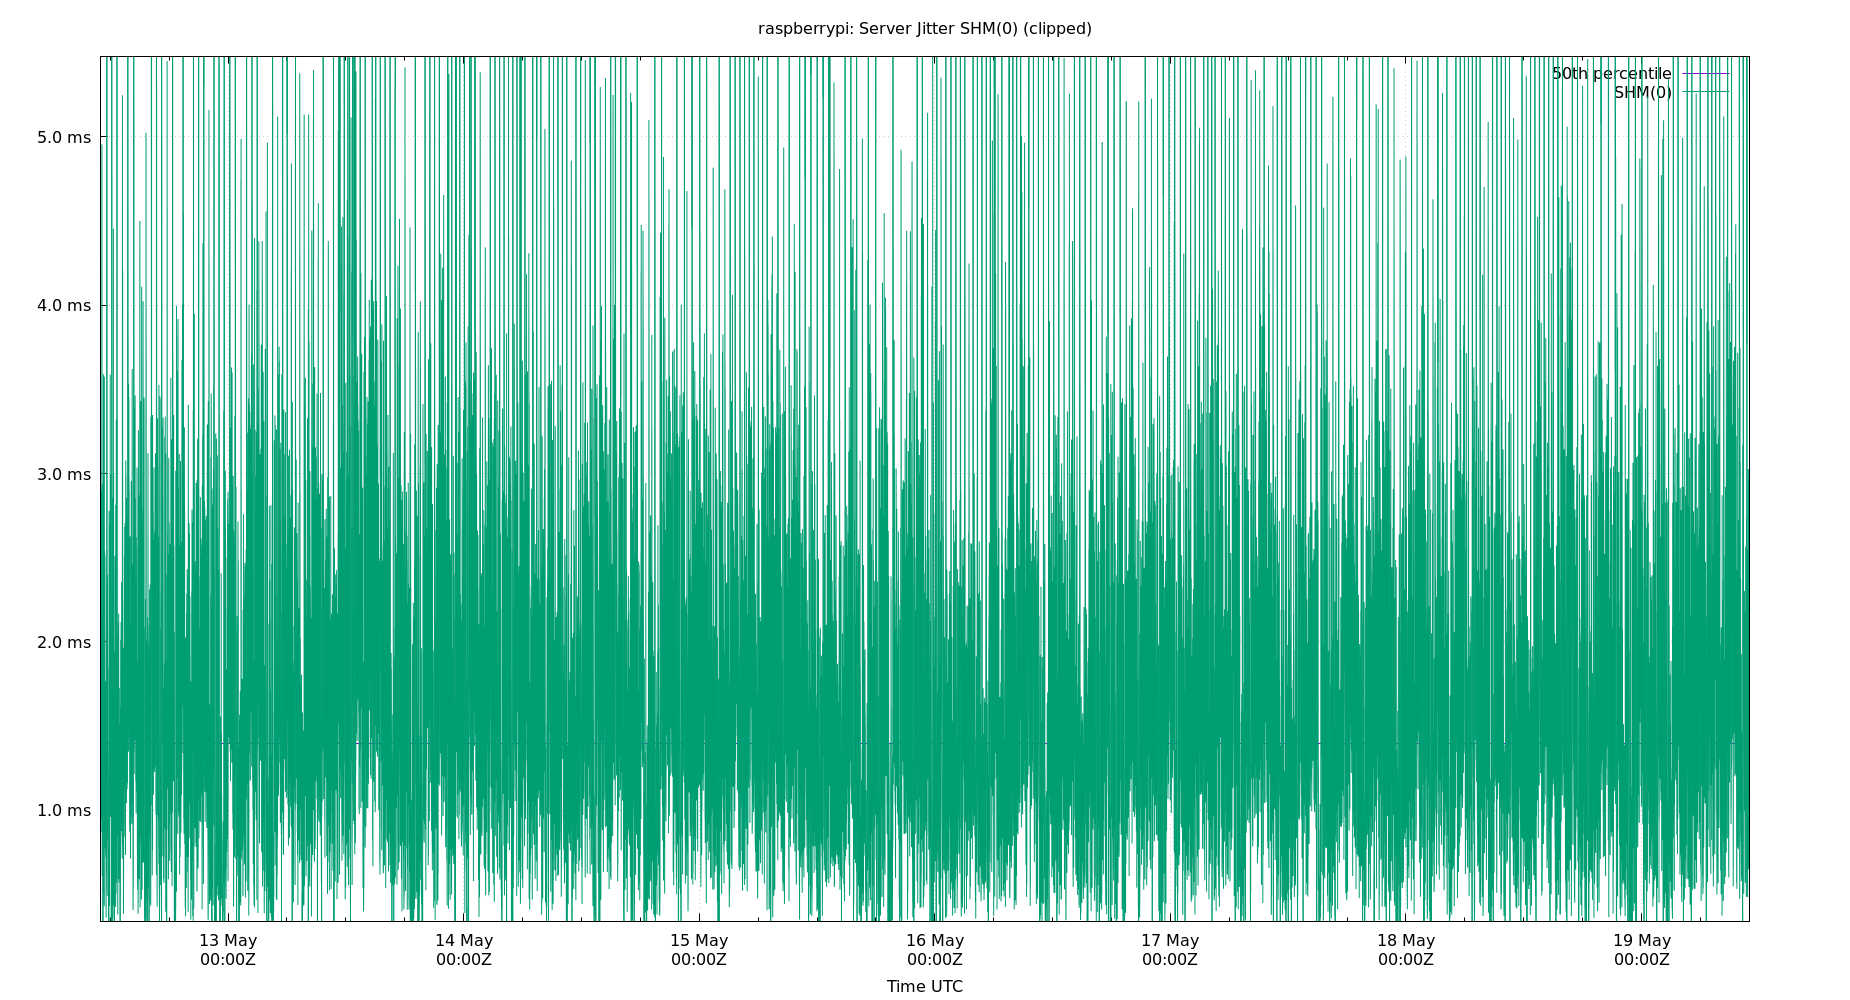 raspberrypi: Server Jitter SHM(0) (clipped)
50th percentile
SHM(0)
5.0 ms
4.0 ms
3.0 ms
2.0 ms
1.0 ms
13 May 14 May 15 May 16 May 17 May 18 May 19 May
00:00Z 00:00Z 00:00Z 00:00Z 00:00Z 00:00Z 00:00Z
Time UTC